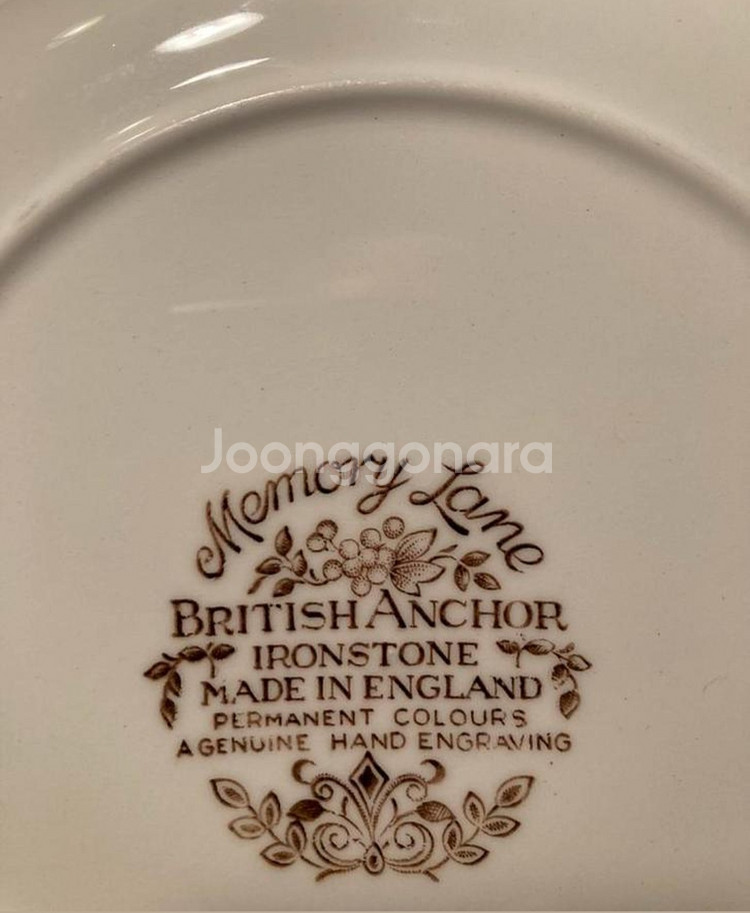 Joonggonara
Memory Lane
BRITISH ANCHOR
IRONSTONE
MADE IN ENGLAND
PERMANENT COLOURS
A GENUINE HAND ENGRAVING